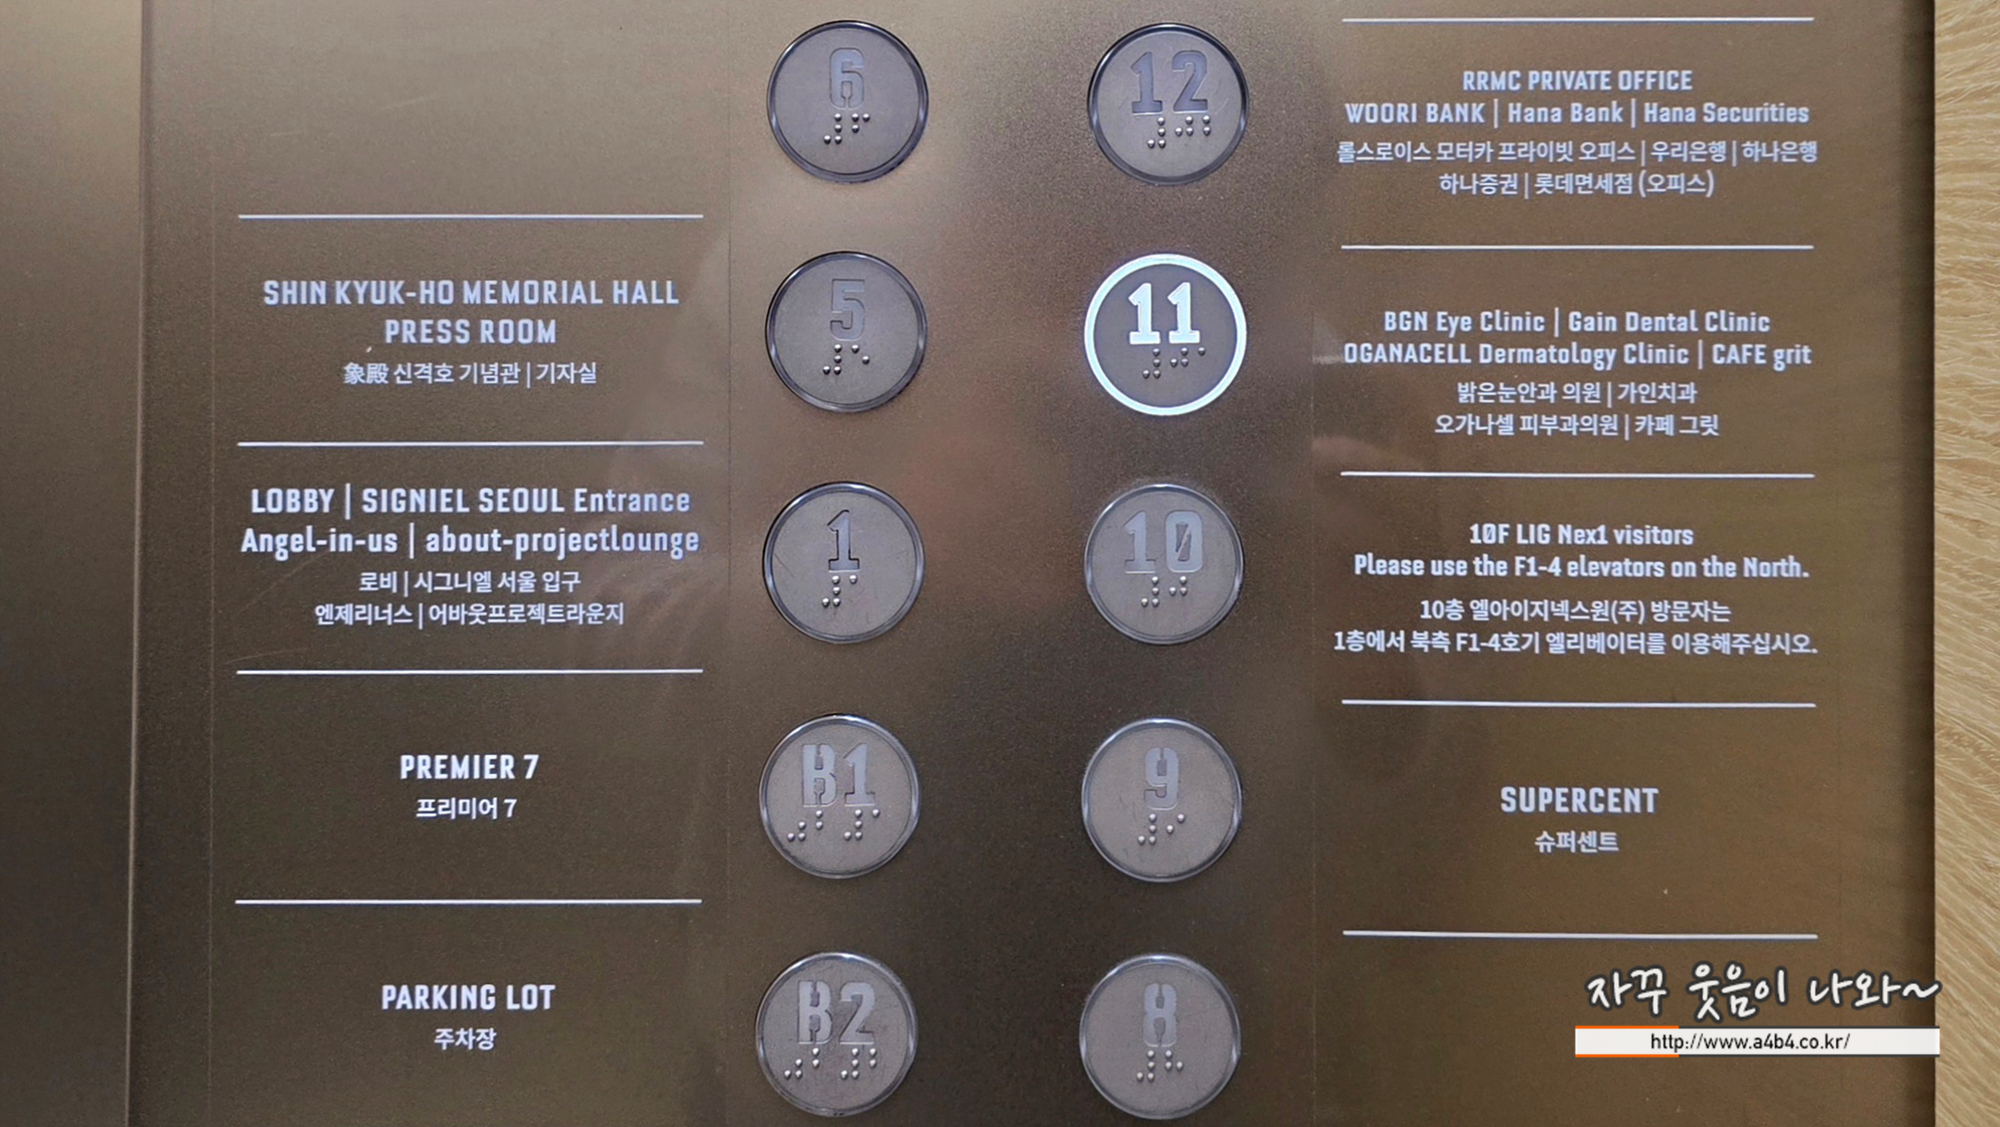 6
SHIN KYUK-HO MEMORIAL HALL
PRESS ROOM
象殿 신격호 기념관 | 기자실
5
LOBBY | SIGNIEL SEOUL Entrance
Angel-in-us | about-projectlounge
로비 | 시그니엘 서울 입구
엔제리너스 | 어바웃프로젝트라운지
1
PREMIER 7
프리미어 7
B1
PARKING LOT
주차장
B2
12
RRMC PRIVATE OFFICE
WOORI BANK | Hana Bank | Hana Securities
롤스로이스 모터카 프라이빗 오피스 | 우리은행 | 하나은행
하나증권 | 롯데면세점 (오피스)
11
BGN Eye Clinic | Gain Dental Clinic
OGANACELL Dermatology Clinic | CAFE grit
밝은눈안과 의원 | 가인치과
오가나셀 피부과의원 | 카페 그릿
10
10F LIG Nex1 visitors
Please use the F1-4 elevators on the North.
10층 엘아이지넥스원(주) 방문자는
1층에서 북측 F1-4호기 엘리베이터를 이용해주십시오.
9
SUPERCENT
슈퍼센트
8
자꾸 웃음이 나와~
http://www.a4b4.co.kr/